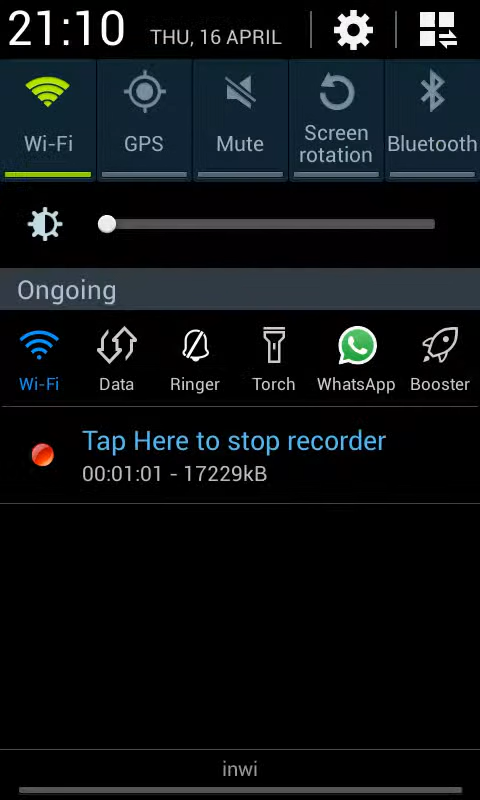 21:10 THU, 16 APRIL
Wi-Fi GPS Mute Screen rotation Bluetooth
Ongoing
Wi-Fi Data Ringer Torch WhatsApp Booster
Tap Here to stop recorder
00:01:01 - 17229kB
inwi